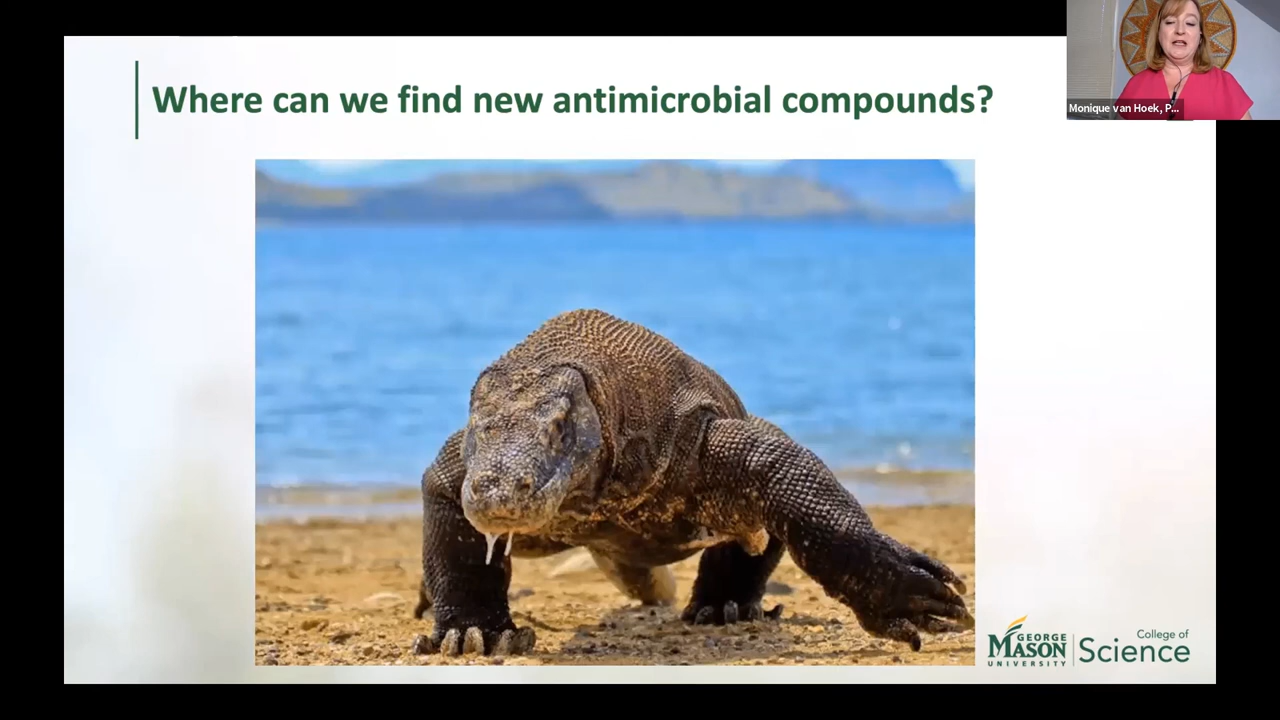 Where can we find new antimicrobial compounds?
Monique van Hoek, P...
GEORGE
MASON
UNIVERSITY
College of
Science